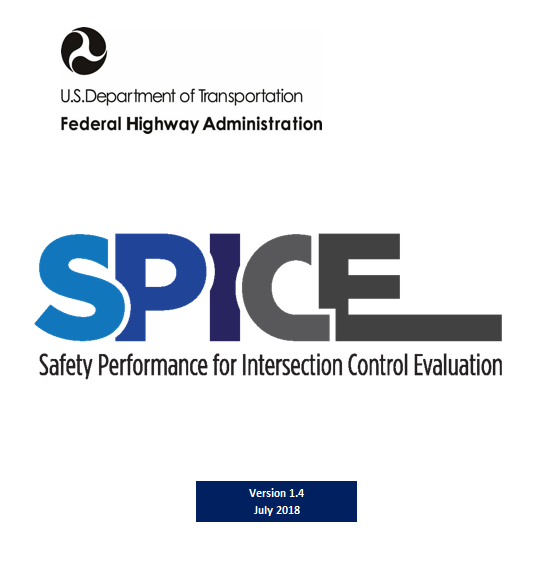 U.S.Department of Transportation
Federal Highway Administration
SPICE
Safety Performance for Intersection Control Evaluation
Version 1.4
July 2018